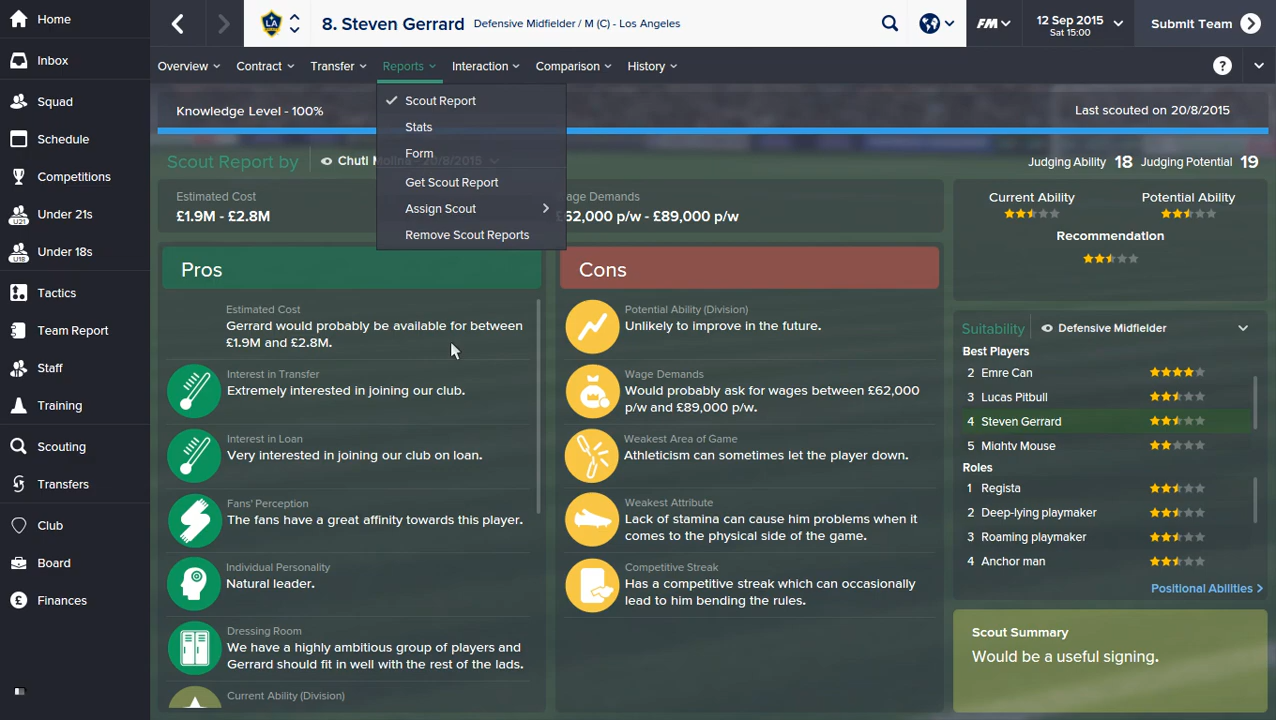 Home
Inbox
Squad
Schedule
Competitions
U21
Under 21s
U18
Under 18s
Tactics
Team Report
Staff
Training
Scouting
Transfers
Club
Board
Finances
LA
8. Steven Gerrard
Defensive Midfielder / M (C) - Los Angeles
FM
12 Sep 2015
Sat 15:00
Submit Team
Overview
Contract
Transfer
Reports
Interaction
Comparison
History
?
Scout Report
Stats
Form
Get Scout Report
Assign Scout
Remove Scout Reports
Knowledge Level - 100%
Last scouted on 20/8/2015
Scout Report by
Chuti Molina - 20/8/2015
Judging Ability 18 Judging Potential 19
Estimated Cost
£1.9M - £2.8M
age Demands
£62,000 p/w - £89,000 p/w
Current Ability
Potential Ability
Recommendation
Pros
Estimated Cost
Gerrard would probably be available for between
£1.9M and £2.8M.
Interest in Transfer
Extremely interested in joining our club.
Interest in Loan
Very interested in joining our club on loan.
Fans' Perception
The fans have a great affinity towards this player.
Individual Personality
Natural leader.
Dressing Room
We have a highly ambitious group of players and
Gerrard should fit in well with the rest of the lads.
Current Ability (Division)
Cons
Potential Ability (Division)
Unlikely to improve in the future.
Wage Demands
Would probably ask for wages between £62,000
p/w and £89,000 p/w.
Weakest Area of Game
Athleticism can sometimes let the player down.
Weakest Attribute
Lack of stamina can cause him problems when it
comes to the physical side of the game.
Competitive Streak
Has a competitive streak which can occasionally
lead to him bending the rules.
Suitability
Defensive Midfielder
Best Players
2 Emre Can
3 Lucas Pitbull
4 Steven Gerrard
5 Mighty Mouse
Roles
1 Regista
2 Deep-lying playmaker
3 Roaming playmaker
4 Anchor man
Positional Abilities >
Scout Summary
Would be a useful signing.